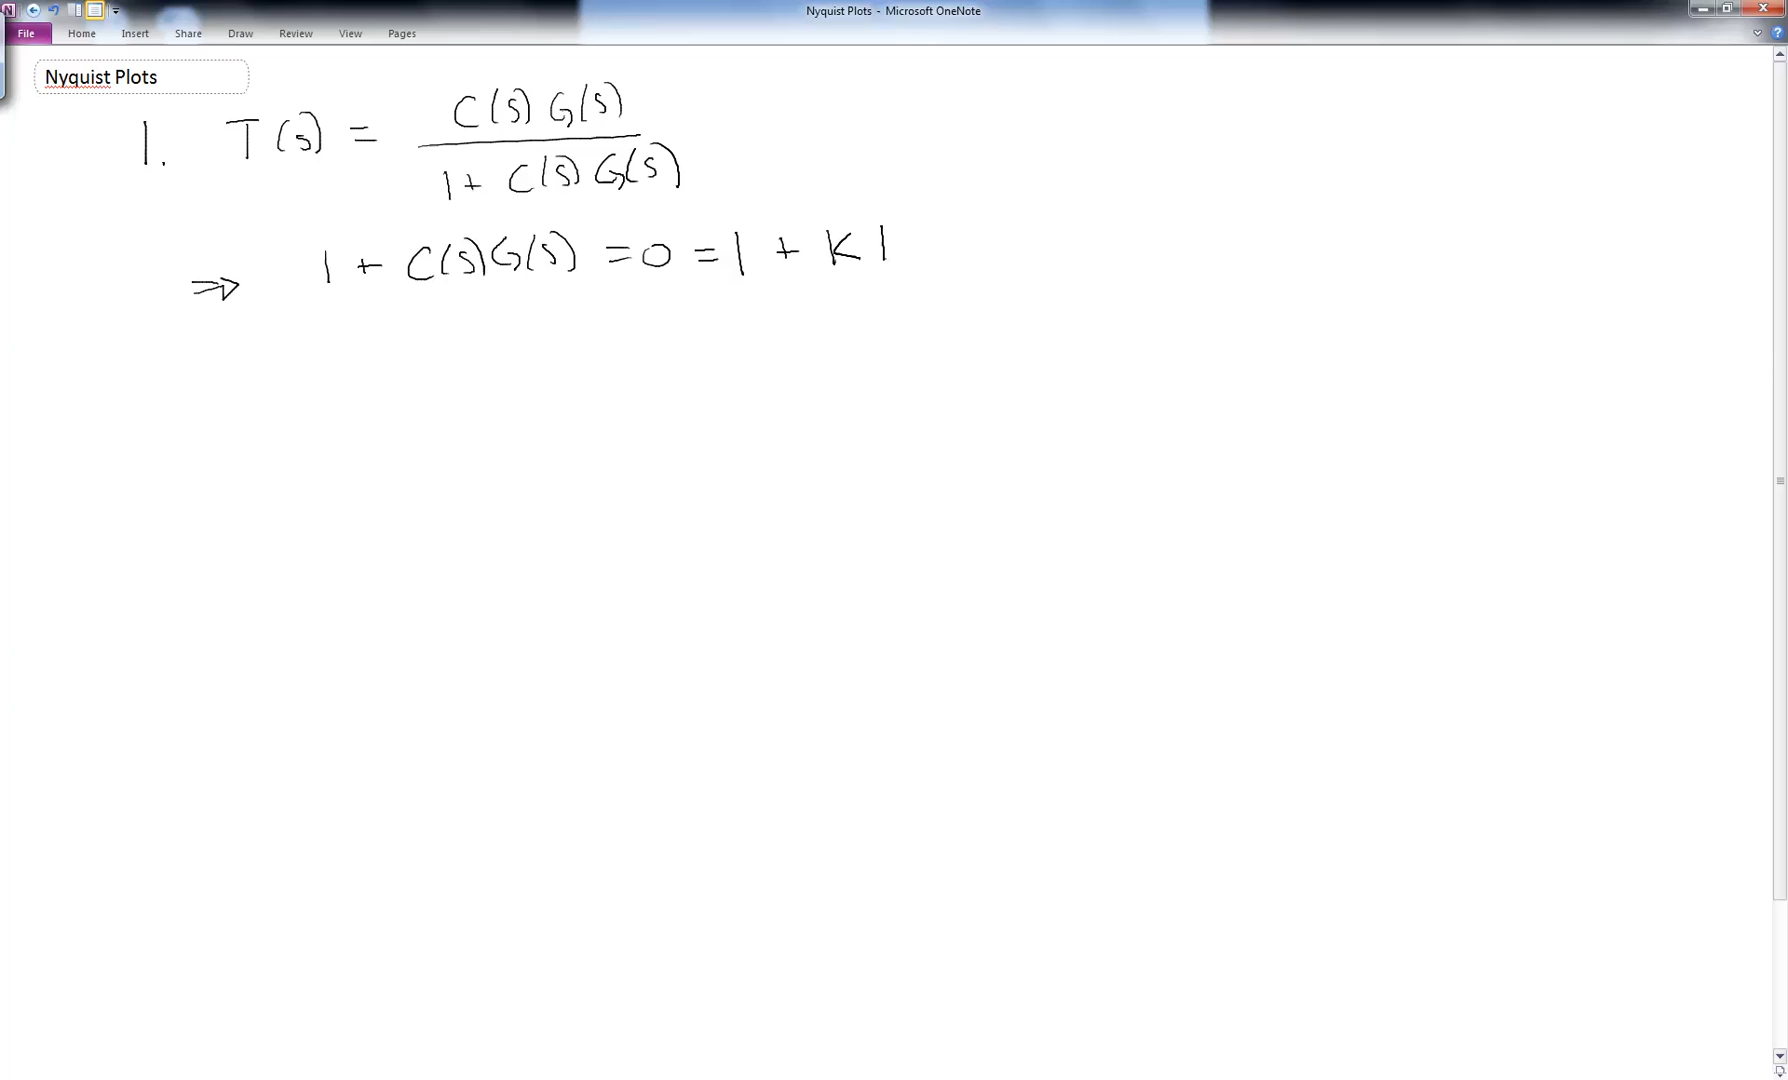 Nyquist Plots - Microsoft OneNote
File Home Insert Share Draw Review View Pages
Nyquist Plots
1. T(s) = C(s) G(s) / 1 + C(s) G(s)
⇒ 1 + C(s)G(s) = 0 = 1 + K 1